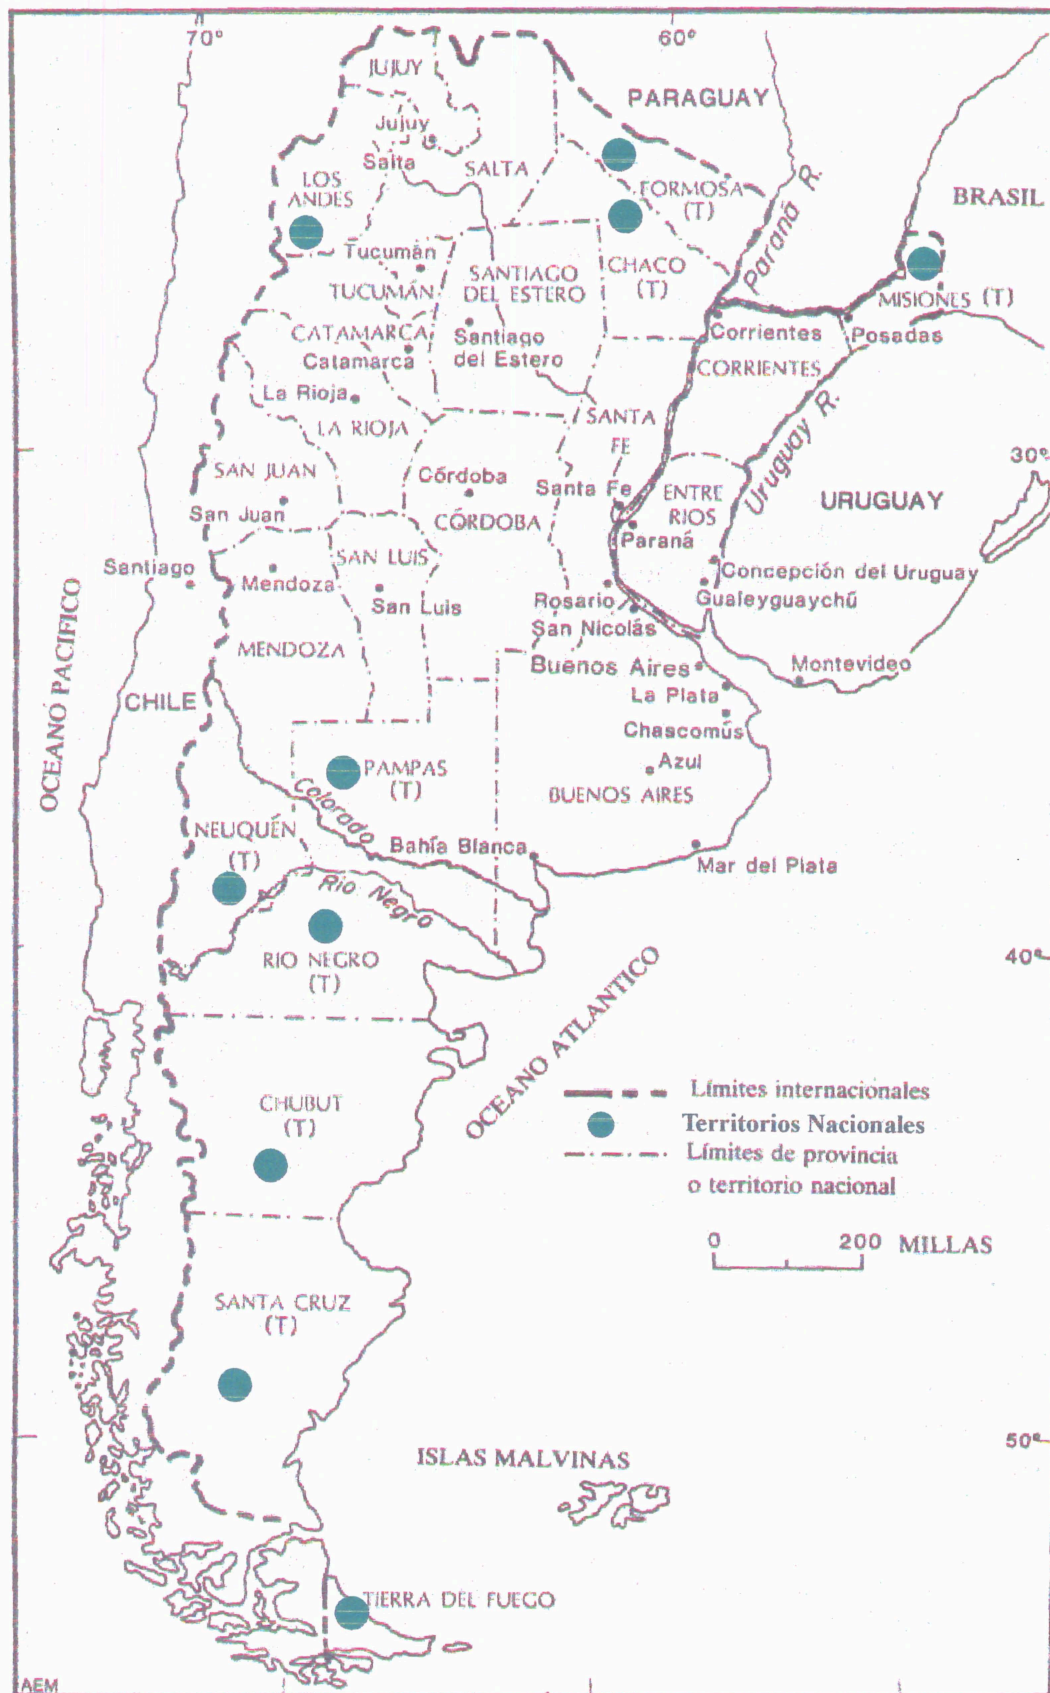 70°
60°
JUJUY
PARAGUAY
Jujuy
Salta
SALTA
LOS
ANDES
FORMOSA
(T)
Paraná R.
BRASIL
Tucumán
TUCUMÁN
SANTIAGO
DEL ESTERO
CHACO
(T)
MISIONES (T)
CATAMARCA
Catamarca
Santiago
del Estero
Corrientes
Posadas
CORRIENTES
La Rioja
LA RIOJA
SANTA
FE
Uruguay R.
30°
SAN JUAN
San Juan
Córdoba
CÓRDOBA
Santa Fe
ENTRE
RIOS
Paraná
URUGUAY
Santiago
Mendoza
SAN LUIS
San Luis
Concepción del Uruguay
Gualeyguaychú
Rosario
San Nicolás
MENDOZA
OCEANO PACIFICO
CHILE
Buenos Aires
La Plata
Chascomús
Montevideo
PAMPAS
(T)
Azul
BUENOS AIRES
Colorado
NEUQUÉN
(T)
Bahía Blanca
Mar del Plata
Rio Negro
RIO NEGRO
(T)
40°
OCEANO ATLANTICO
CHUBUT
(T)
Límites internacionales
Territorios Nacionales
Límites de provincia
o territorio nacional
0 200 MILLAS
SANTA CRUZ
(T)
ISLAS MALVINAS
50°
TIERRA DEL FUEGO
AEM